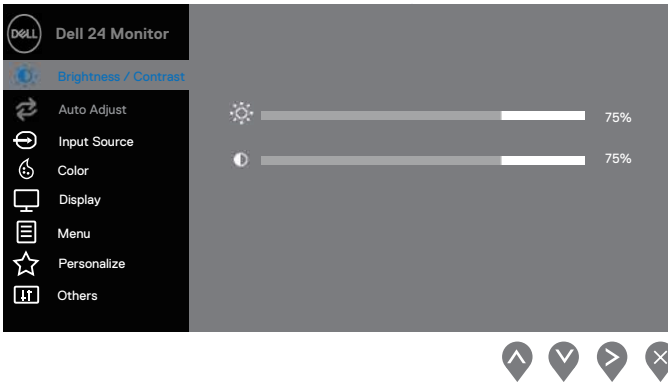 DELL Dell 24 Monitor
Brightness / Contrast
Auto Adjust
75%
Input Source
75%
Color
Display
Menu
Personalize
Others